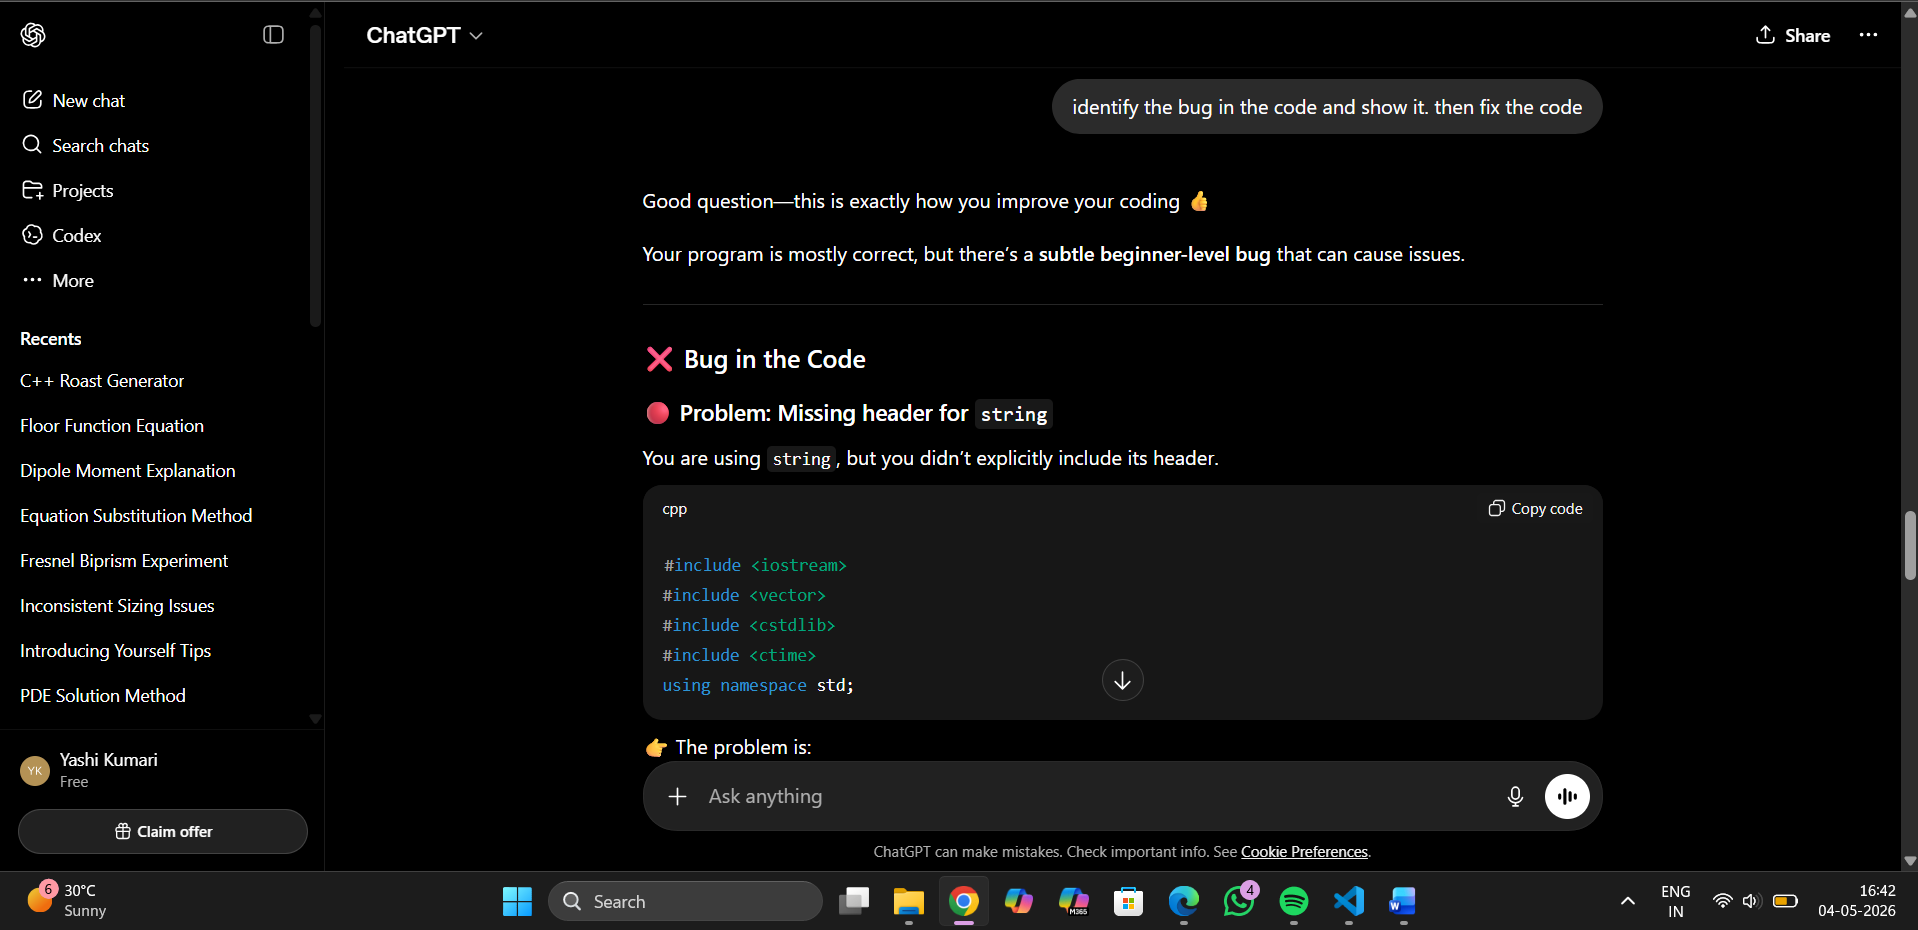 ChatGPT
Share
New chat
Search chats
Projects
Codex
More
Recents
C++ Roast Generator
Floor Function Equation
Dipole Moment Explanation
Equation Substitution Method
Fresnel Biprism Experiment
Inconsistent Sizing Issues
Introducing Yourself Tips
PDE Solution Method
YK
Yashi Kumari
Free
Claim offer
identify the bug in the code and show it. then fix the code
Good question—this is exactly how you improve your coding 👍
Your program is mostly correct, but there's a subtle beginner-level bug that can cause issues.
❌ Bug in the Code
🔴 Problem: Missing header for string
You are using string, but you didn't explicitly include its header.
cpp
Copy code
#include <iostream>
#include <vector>
#include <cstdlib>
#include <ctime>
using namespace std;
👉 The problem is:
Ask anything
ChatGPT can make mistakes. Check important info. See Cookie Preferences.
6
30°C
Sunny
Search
M365
4
W
ENG
IN
16:42
04-05-2026